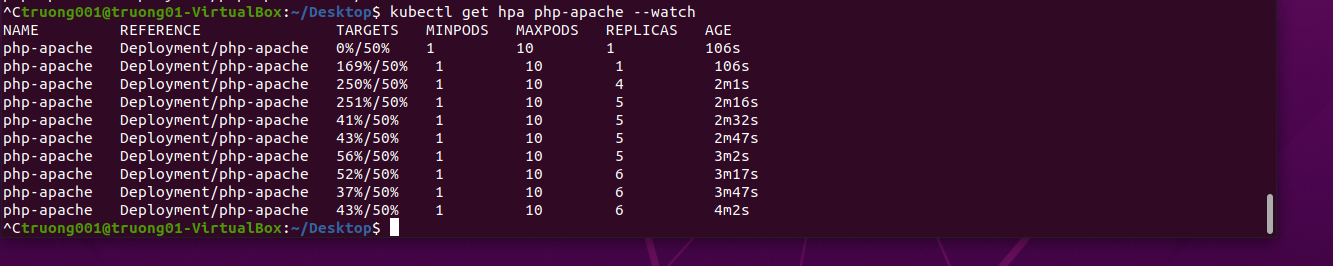 ^Ctruong001@truong01-VirtualBox:~/Desktop$ kubectl get hpa php-apache --watch
NAME         REFERENCE               TARGETS   MINPODS   MAXPODS   REPLICAS   AGE
php-apache   Deployment/php-apache   0%/50%    1         10        1          106s
php-apache   Deployment/php-apache   169%/50%   1         10        1          106s
php-apache   Deployment/php-apache   250%/50%   1         10        4          2m1s
php-apache   Deployment/php-apache   251%/50%   1         10        5          2m16s
php-apache   Deployment/php-apache   41%/50%    1         10        5          2m32s
php-apache   Deployment/php-apache   43%/50%    1         10        5          2m47s
php-apache   Deployment/php-apache   56%/50%    1         10        5          3m2s
php-apache   Deployment/php-apache   52%/50%    1         10        6          3m17s
php-apache   Deployment/php-apache   37%/50%    1         10        6          3m47s
php-apache   Deployment/php-apache   43%/50%    1         10        6          4m2s
^Ctruong001@truong01-VirtualBox:~/Desktop$